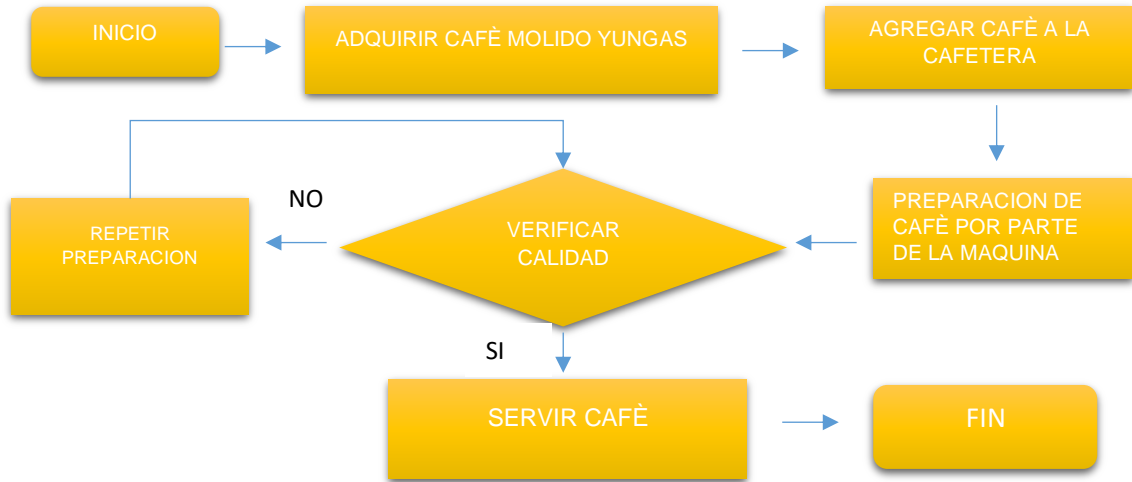 INICIO
ADQUIRIR CAFÈ MOLIDO YUNGAS
AGREGAR CAFÈ A LA
CAFETERA
PREPARACION DE
CAFÈ POR PARTE
DE LA MAQUINA
VERIFICAR
CALIDAD
NO
REPETIR
PREPARACION
SI
SERVIR CAFÈ
FIN